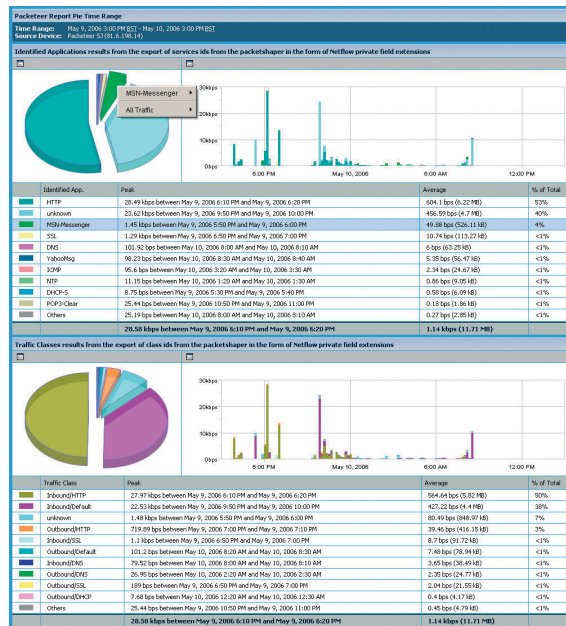 Packeteer Report Pie Time Range
Time Range: May 9, 2006 3:00 PM BST - May 10, 2006 3:00 PM BST
Source Device: Packeteer 53 (81.6.198.14)
Identified Applications results from the export of services ids from the packetshaper in the form of Netflow private field extensions
MSN-Messenger
All Traffic
30kbps
20kbps
10kbps
0bps
6:00 PM May 10, 2006 6:00 AM 12:00 PM
Identified App. Peak Average % of Total
HTTP 28.49 kbps between May 9, 2006 6:10 PM and May 9, 2006 6:20 PM 604.1 bps (6.22 MB) 53%
unknown 23.62 kbps between May 9, 2006 9:50 PM and May 9, 2006 10:00 PM 456.59 bps (4.7 MB) 40%
MSN-Messenger 1.45 kbps between May 9, 2006 5:50 PM and May 9, 2006 6:00 PM 49.88 bps (526.11 kB) 4%
SSL 1.29 kbps between May 9, 2006 6:50 PM and May 9, 2006 7:00 PM 10.74 bps (113.27 kB) <1%
DNS 101.92 bps between May 10, 2006 8:00 AM and May 10, 2006 8:10 AM 6 bps (63.25 kB) <1%
YahooMsg 98.23 bps between May 10, 2006 8:30 AM and May 10, 2006 8:40 AM 5.35 bps (56.47 kB) <1%
ICMP 95.6 bps between May 10, 2006 3:20 AM and May 10, 2006 3:30 AM 2.34 bps (24.67 kB) <1%
NTP 11.15 bps between May 10, 2006 1:20 AM and May 10, 2006 1:30 AM 0.86 bps (9.05 kB) <1%
DHCP-S 8.75 bps between May 9, 2006 5:30 PM and May 9, 2006 5:40 PM 0.58 bps (6.09 kB) <1%
POP3-Clear 25.44 bps between May 9, 2006 10:50 PM and May 9, 2006 11:00 PM 0.18 bps (1.86 kB) <1%
Others 25.19 bps between May 10, 2006 8:00 AM and May 10, 2006 8:10 AM 0.27 bps (2.85 kB) <1%
28.58 kbps between May 9, 2006 6:10 PM and May 9, 2006 6:20 PM 1.14 kbps (11.71 MB)
Traffic Classes results from the export of class ids from the packetshaper in the form of Netflow private field extensions
30kbps
20kbps
10kbps
0bps
6:00 PM May 10, 2006 6:00 AM 12:00 PM
Traffic Class Peak Average % of Total
Inbound/HTTP 27.97 kbps between May 9, 2006 6:10 PM and May 9, 2006 6:20 PM 564.64 bps (5.82 MB) 50%
Inbound/Default 22.53 kbps between May 9, 2006 9:50 PM and May 9, 2006 10:00 PM 427.22 bps (4.4 MB) 38%
unknown 1.48 kbps between May 9, 2006 5:50 PM and May 9, 2006 6:00 PM 80.49 bps (848.97 kB) 7%
Outbound/HTTP 719.89 bps between May 9, 2006 7:00 PM and May 9, 2006 7:10 PM 39.46 bps (416.15 kB) 3%
Inbound/SSL 1.1 kbps between May 9, 2006 6:50 PM and May 9, 2006 7:00 PM 8.7 bps (91.72 kB) <1%
Outbound/Default 101.2 bps between May 10, 2006 8:20 AM and May 10, 2006 8:30 AM 7.48 bps (78.94 kB) <1%
Inbound/DNS 79.52 bps between May 10, 2006 8:00 AM and May 10, 2006 8:10 AM 3.65 bps (38.49 kB) <1%
Outbound/DNS 26.95 bps between May 10, 2006 2:20 AM and May 10, 2006 2:30 AM 2.35 bps (24.77 kB) <1%
Outbound/SSL 189 bps between May 9, 2006 6:50 PM and May 9, 2006 7:00 PM 2.04 bps (21.55 kB) <1%
Outbound/DHCP 7.68 bps between May 10, 2006 12:20 AM and May 10, 2006 12:30 AM 0.4 bps (4.17 kB) <1%
Others 25.44 bps between May 9, 2006 10:50 PM and May 9, 2006 11:00 PM 0.45 bps (4.79 kB) <1%
28.58 kbps between May 9, 2006 6:10 PM and May 9, 2006 6:20 PM 1.14 kbps (11.71 MB)